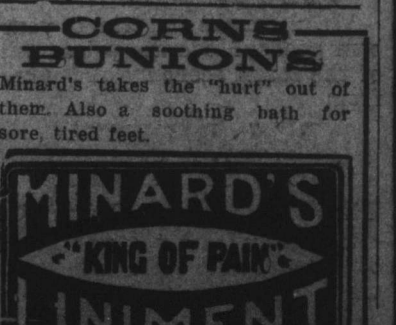 CORNS
BUNIONS
Minard's takes the "hurt" out of
them. Also a soothing bath for
sore, tired feet.
MINARD'S
"KING OF PAIN"
LINIMENT